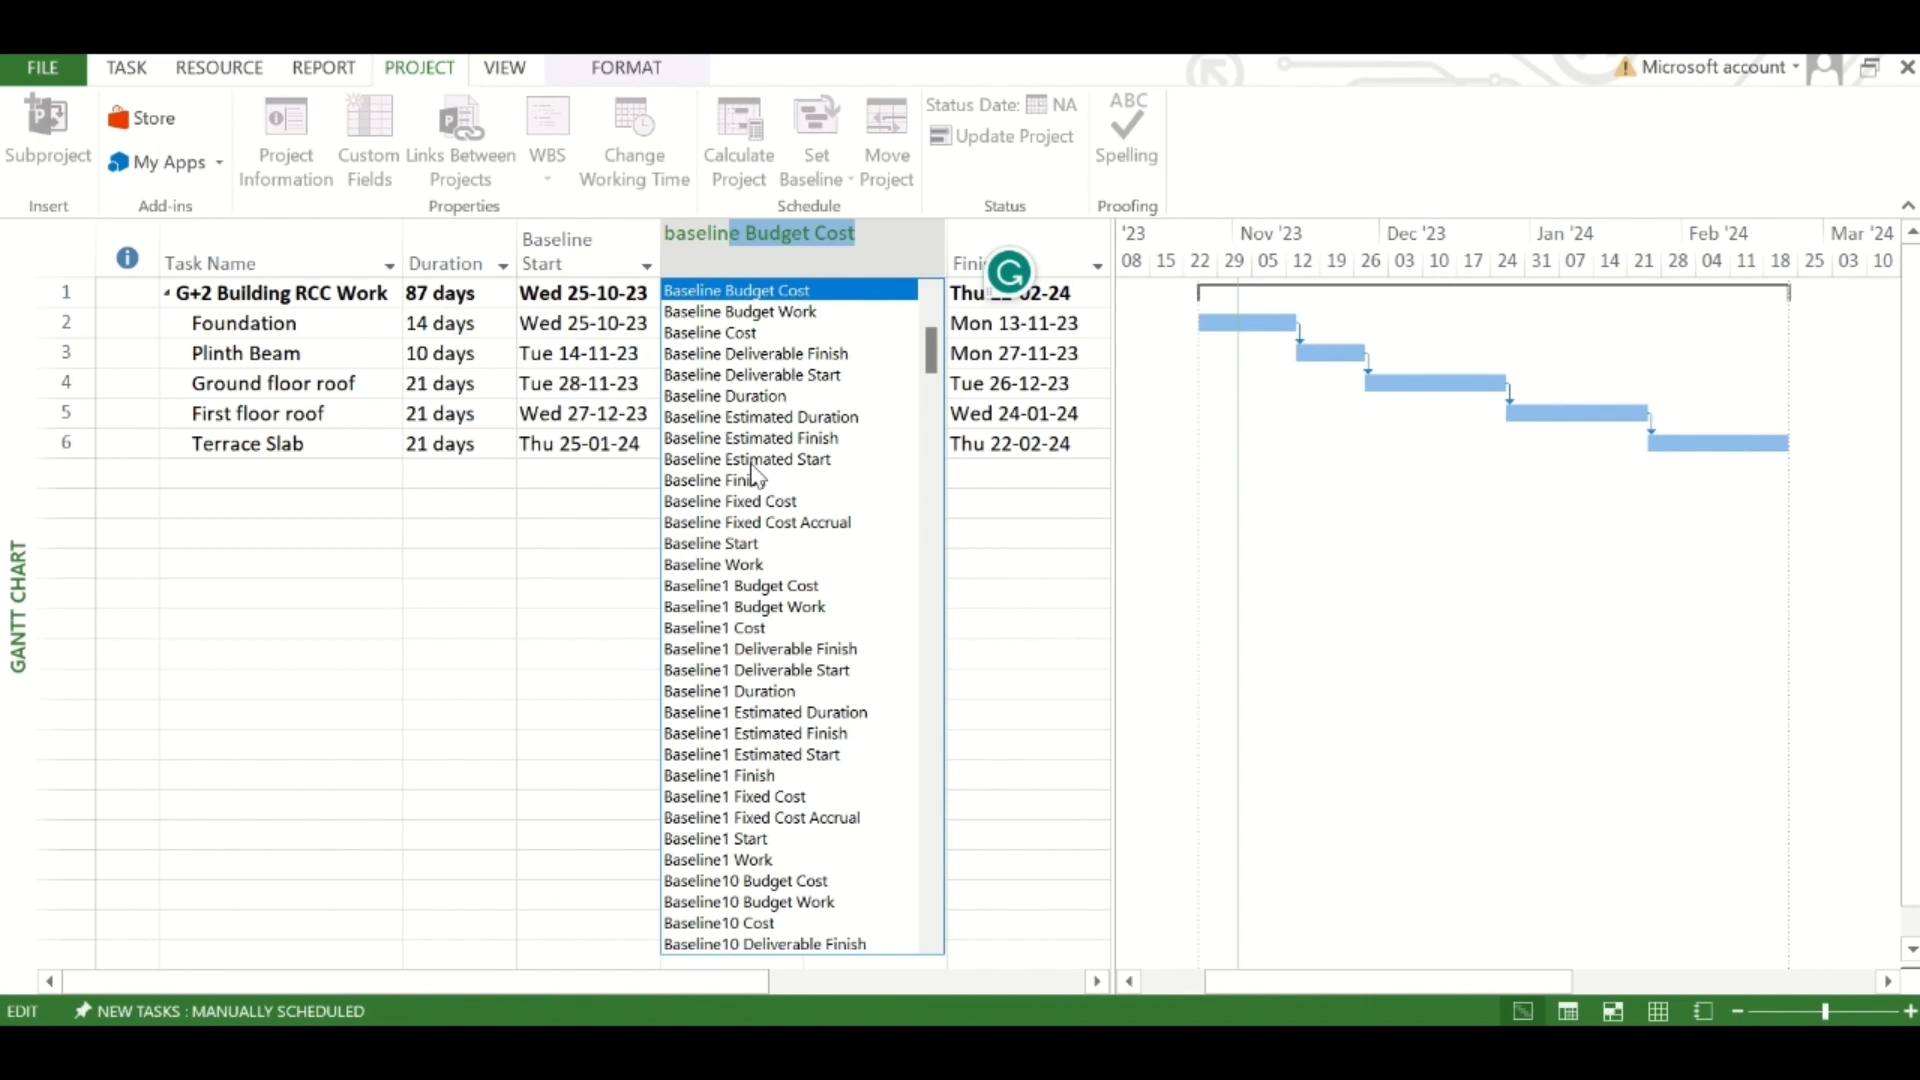 FILE TASK RESOURCE REPORT PROJECT VIEW FORMAT Microsoft account
Subproject
Insert
Store
My Apps
Add-ins
Project Information
Custom Fields
Links Between Projects
WBS
Change Working Time
Properties
Calculate Project
Set Baseline
Move Project
Schedule
Status Date: NA
Update Project
Status
ABC
Spelling
Proofing
Task Name Duration Baseline Start baseline Budget Cost
1 G+2 Building RCC Work 87 days Wed 25-10-23 Thu 02-24
2 Foundation 14 days Wed 25-10-23 Mon 13-11-23
3 Plinth Beam 10 days Tue 14-11-23 Mon 27-11-23
4 Ground floor roof 21 days Tue 28-11-23 Tue 26-12-23
5 First floor roof 21 days Wed 27-12-23 Wed 24-01-24
6 Terrace Slab 21 days Thu 25-01-24 Thu 22-02-24
Baseline Budget Cost
Baseline Budget Work
Baseline Cost
Baseline Deliverable Finish
Baseline Deliverable Start
Baseline Duration
Baseline Estimated Duration
Baseline Estimated Finish
Baseline Estimated Start
Baseline Finish
Baseline Fixed Cost
Baseline Fixed Cost Accrual
Baseline Start
Baseline Work
Baseline1 Budget Cost
Baseline1 Budget Work
Baseline1 Cost
Baseline1 Deliverable Finish
Baseline1 Deliverable Start
Baseline1 Duration
Baseline1 Estimated Duration
Baseline1 Estimated Finish
Baseline1 Estimated Start
Baseline1 Finish
Baseline1 Fixed Cost
Baseline1 Fixed Cost Accrual
Baseline1 Start
Baseline1 Work
Baseline10 Budget Cost
Baseline10 Budget Work
Baseline10 Cost
Baseline10 Deliverable Finish
'23 Nov '23 Dec '23 Jan '24 Feb '24 Mar '24
08 15 22 29 05 12 19 26 03 10 17 24 31 07 14 21 28 04 11 18 25 03 10
GANTT CHART
EDIT NEW TASKS : MANUALLY SCHEDULED